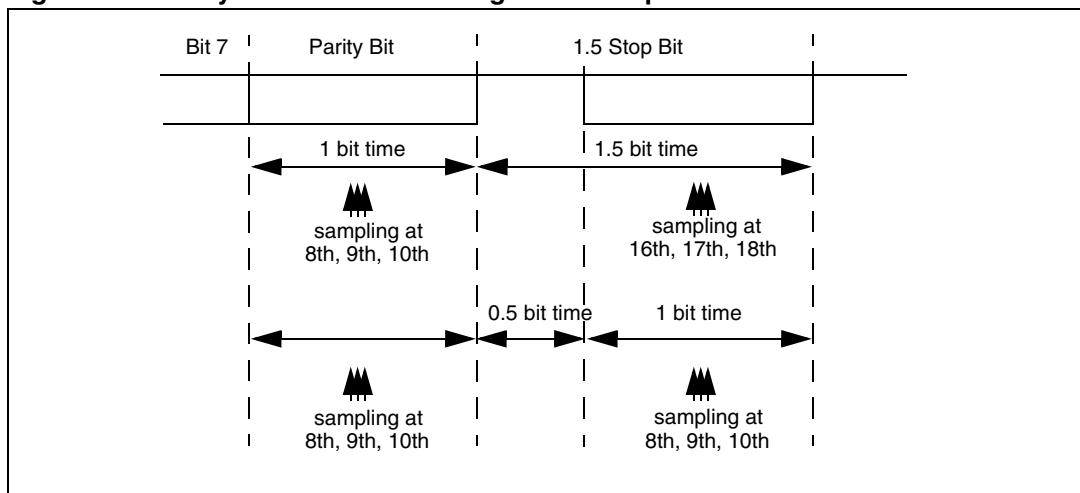 Bit 7 Parity Bit 1.5 Stop Bit
1 bit time 1.5 bit time
sampling at
8th, 9th, 10th
sampling at
16th, 17th, 18th
0.5 bit time 1 bit time
sampling at
8th, 9th, 10th
sampling at
8th, 9th, 10th